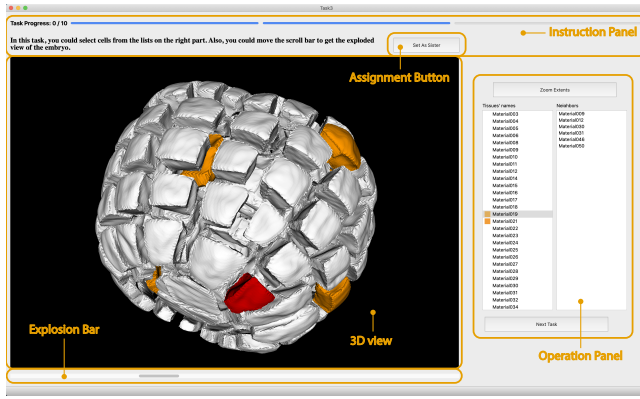 Task3
Task Progress: 0 / 10
In this task, you could select cells from the lists on the right part. Also, you could move the scroll bar to get the exploded
view of the embryo.
Set As Sister
Instruction Panel
Assignment Button
Zoom Extents
Tissues' names
Neighbors
Material003
Material004
Material005
Material006
Material008
Material009
Material010
Material011
Material012
Material014
Material015
Material016
Material017
Material018
Material019
Material021
Material022
Material023
Material024
Material025
Material026
Material027
Material028
Material029
Material030
Material031
Material032
Material034
Material009
Material012
Material030
Material031
Material046
Material050
Next Task
Explosion Bar
3D view
Operation Panel